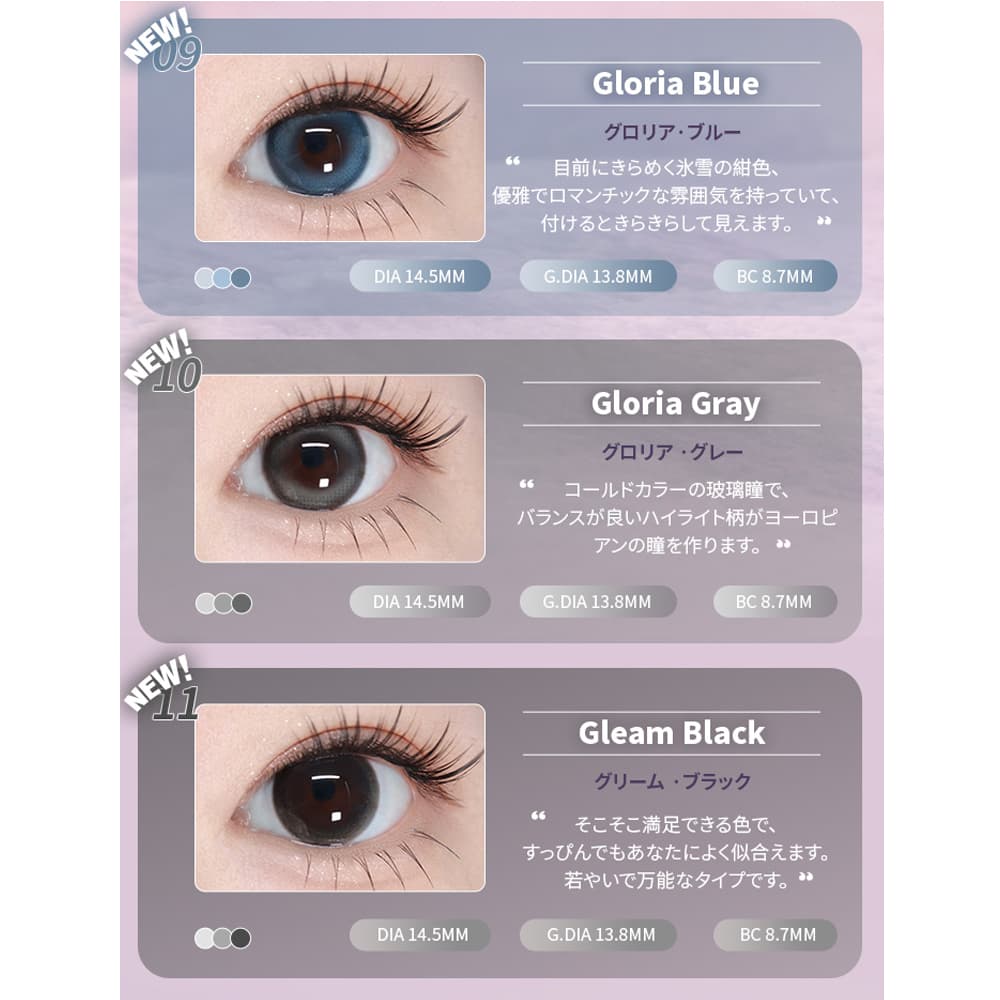 NEW!
09
Gloria Blue
グロリア・ブルー
“ 目前にきらめく氷雪の紺色、
優雅でロマンチックな雰囲気を持っていて、
付けるときらきらして見えます。 ”
DIA 14.5MM
G.DIA 13.8MM
BC 8.7MM
NEW!
10
Gloria Gray
グロリア ・グレー
“ コールドカラーの玻璃瞳で、
バランスが良いハイライト柄がヨーロピ
アンの瞳を作ります。 ”
DIA 14.5MM
G.DIA 13.8MM
BC 8.7MM
NEW!
11
Gleam Black
グリーム ・ブラック
“ そこそこ満足できる色で、
すっぴんでもあなたによく似合えます。
若やいで万能なタイプです。 ”
DIA 14.5MM
G.DIA 13.8MM
BC 8.7MM